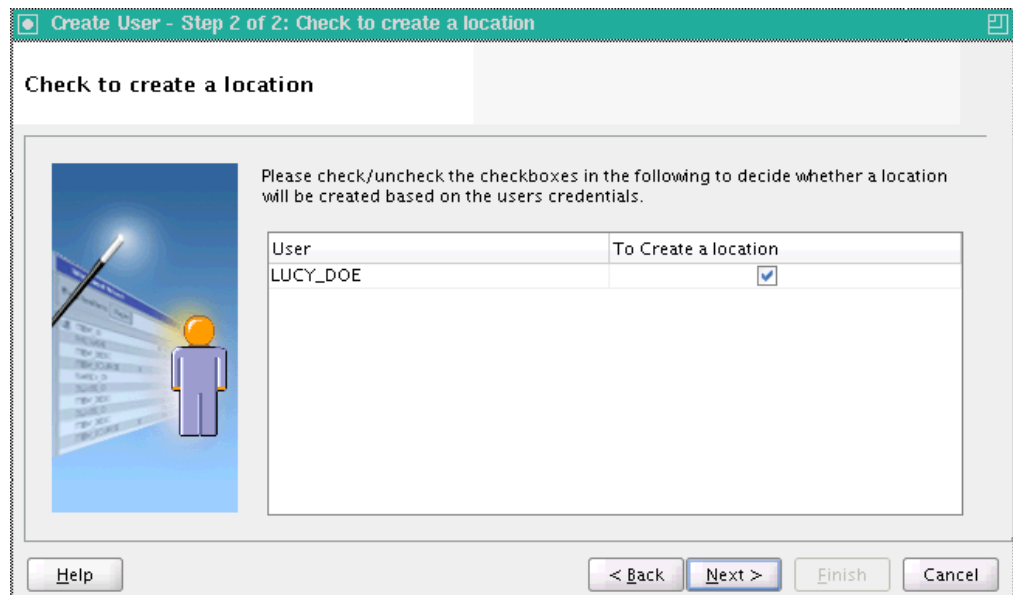 Create User - Step 2 of 2: Check to create a location
Check to create a location
Please check/uncheck the checkboxes in the following to decide whether a location
will be created based on the users credentials.
User To Create a location
LUCY_DOE
Help < Back Next > Finish Cancel